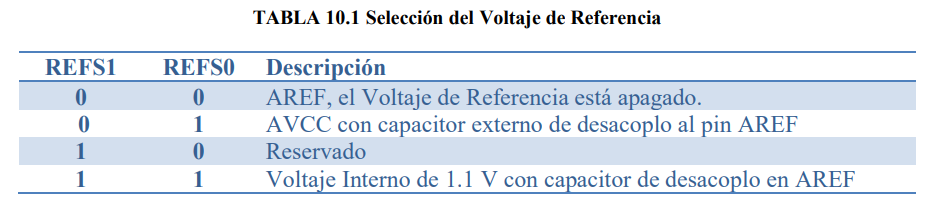 TABLA 10.1 Selección del Voltaje de Referencia
REFS1 REFS0 Descripción
0 0 AREF, el Voltaje de Referencia está apagado.
0 1 AVCC con capacitor externo de desacoplo al pin AREF
1 0 Reservado
1 1 Voltaje Interno de 1.1 V con capacitor de desacoplo en AREF